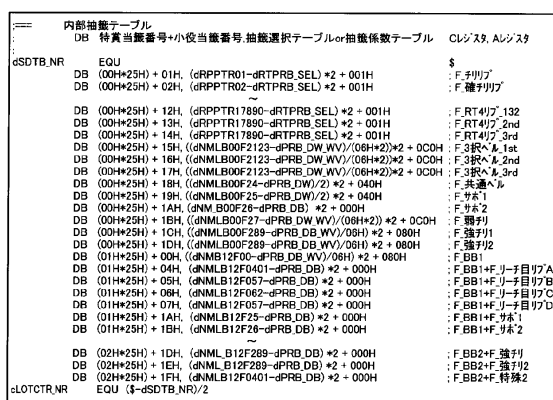 ;=== 内部抽籤テーブル
DB 特賞当籤番号+小役当籤番号,抽籤選択テーブルor抽籤係数テーブル Cレジスタ, Aレジスタ
dSDTB_NR EQU $
DB (00H*25H) + 01H, (dRPPTR01-dRTPRB_SEL) *2 + 001H ; F_チリリプ
DB (00H*25H) + 02H, (dRPPTR02-dRTPRB_SEL) *2 + 001H ; F_確チリリプ
~
DB (00H*25H) + 12H, (dRPPTR17890-dRTPRB_SEL) *2 + 001H ; F_RT4リプ_132
DB (00H*25H) + 13H, (dRPPTR17890-dRTPRB_SEL) *2 + 001H ; F_RT4リプ_2nd
DB (00H*25H) + 14H, (dRPPTR17890-dRTPRB_SEL) *2 + 001H ; F_RT4リプ_3rd
DB (00H*25H) + 15H, ((dNMLB00F2123-dPRB_DW_WV)/(06H*2))*2 + 0C0H ; F_3択ベル_1st
DB (00H*25H) + 16H, ((dNMLB00F2123-dPRB_DW_WV)/(06H*2))*2 + 0C0H ; F_3択ベル_2nd
DB (00H*25H) + 17H, ((dNMLB00F2123-dPRB_DW_WV)/(06H*2))*2 + 0C0H ; F_3択ベル_3rd
DB (00H*25H) + 18H, ((dNMLB00F24-dPRB_DW)/2) *2 + 040H ; F_共通ベル
DB (00H*25H) + 19H, ((dNMLB00F25-dPRB_DW)/2) *2 + 040H ; F_サボ1
DB (00H*25H) + 1AH, (dNM_B00F26-dPRB_DB) *2 + 000H ; F_サボ2
DB (00H*25H) + 1BH, ((dNMLB00F27-dPRB_DW_WV)/(06H*2)) *2 + 0C0H ; F_弱チリ
DB (00H*25H) + 1CH, ((dNMLB00F289-dPRB_DB_WV)/06H) *2 + 080H ; F_強チリ1
DB (00H*25H) + 1DH, ((dNMLB00F289-dPRB_DB_WV)/06H) *2 + 080H ; F_強チリ2
DB (01H*25H) + 00H, ((dNMB12F00-dPRB_DB_WV)/06H) *2 + 080H ; F_BB1
DB (01H*25H) + 04H, (dNMLB12F0401-dPRB_DB) *2 + 000H ; F_BB1+F_リーチ目リプA
DB (01H*25H) + 05H, (dNMLB12F057-dPRB_DB) *2 + 000H ; F_BB1+F_リーチ目リプB
DB (01H*25H) + 06H, (dNMLB12F062-dPRB_DB) *2 + 000H ; F_BB1+F_リーチ目リプC
DB (01H*25H) + 07H, (dNMLB12F057-dPRB_DB) *2 + 000H ; F_BB1+F_リーチ目リプD
DB (01H*25H) + 1AH, (dNMLB12F25-dPRB_DB) *2 + 000H ; F_BB1+F_サボ1
DB (01H*25H) + 1BH, (dNMLB12F26-dPRB_DB) *2 + 000H ; F_BB1+F_サボ2
~
DB (02H*25H) + 1DH, (dNML_B12F289-dPRB_DB) *2 + 000H ; F_BB2+F_強チリ
DB (02H*25H) + 1EH, (dNMLB12F289-dPRB_DB) *2 + 000H ; F_BB2+F_強チリ2
DB (02H*25H) + 1FH, (dNMLB12F0401-dPRB_DB) *2 + 000H ; F_BB2+F_特殊2
cLOTCTR_NR EQU ($-dSDTB_NR)/2